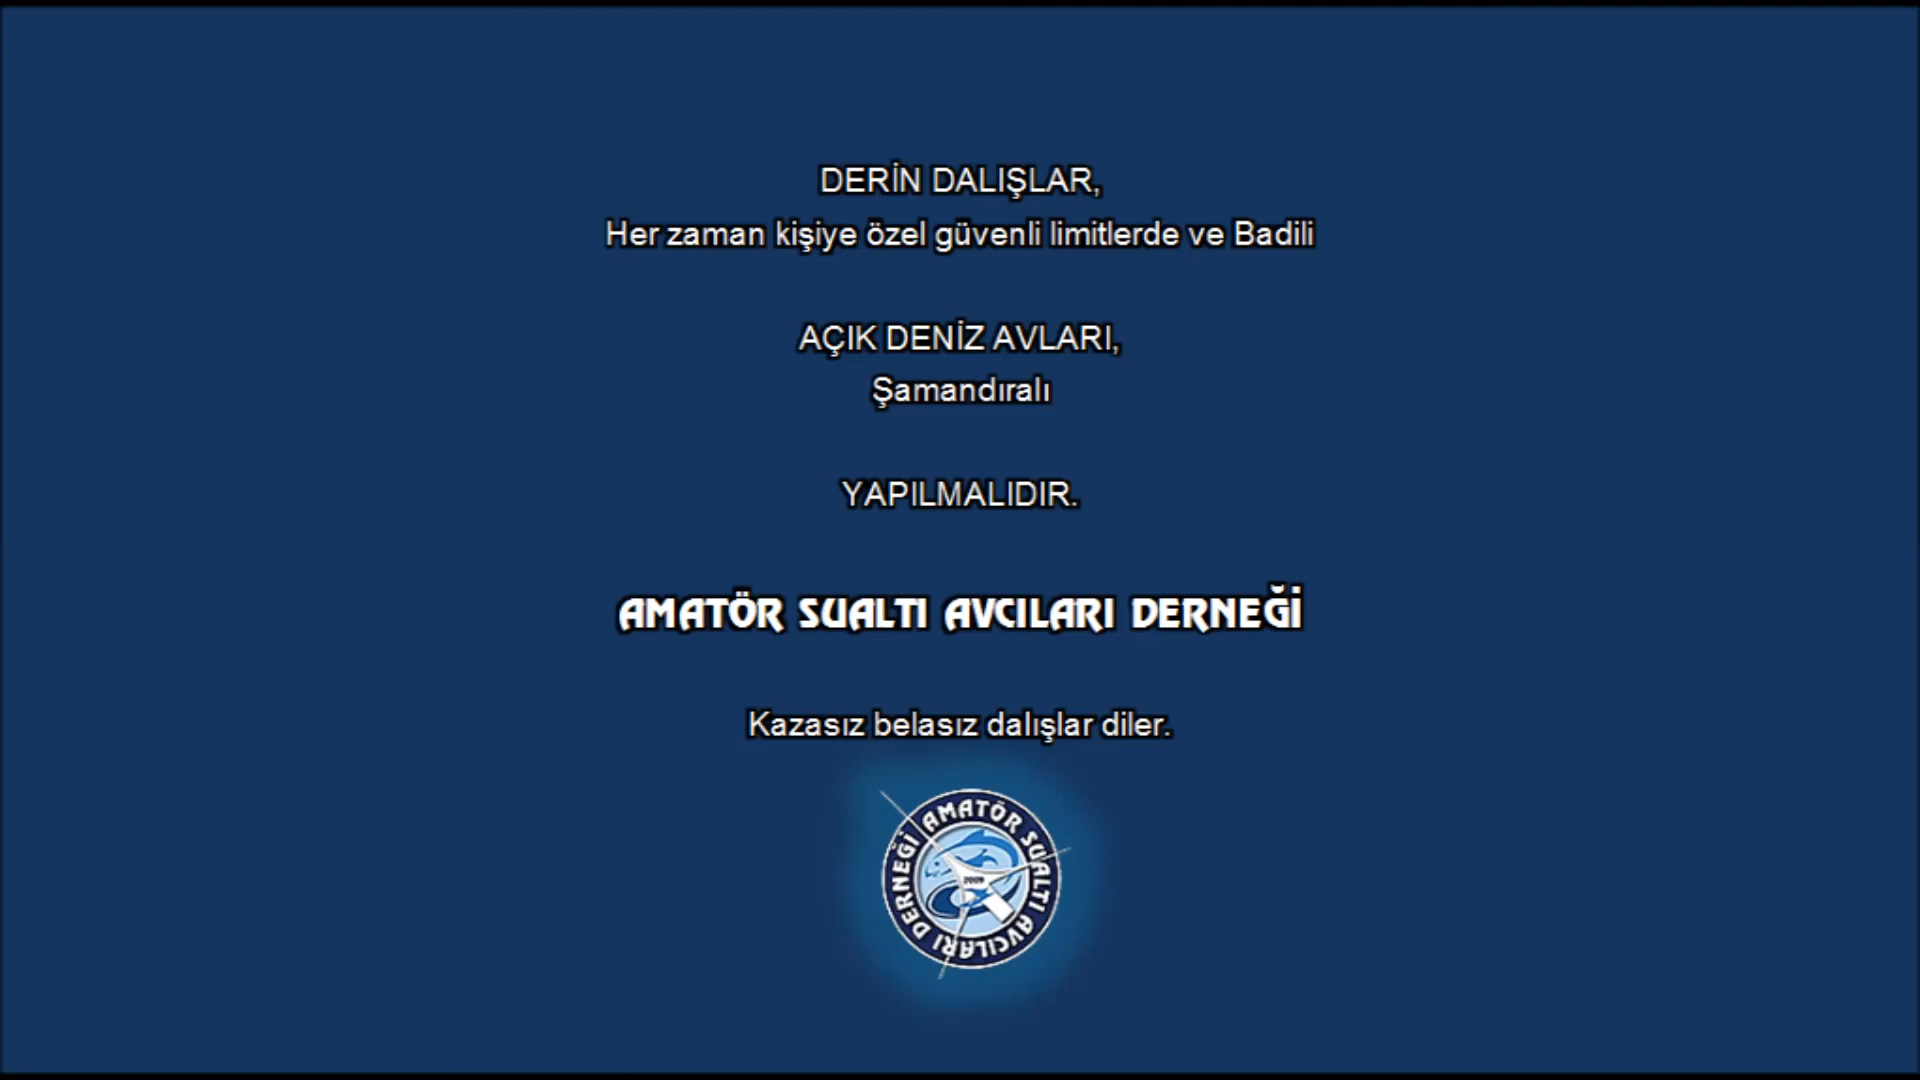 DERİN DALIŞLAR,
Her zaman kişiye özel güvenli limitlerde ve Badili
AÇIK DENİZ AVLARI,
Şamandıralı
YAPILMALIDIR.
AMATÖR SUALTI AVCILARI DERNEĞİ
Kazasız belasız dalışlar diler.
AMATÖR SUALTI AVCILARI DERNEĞİ
2009